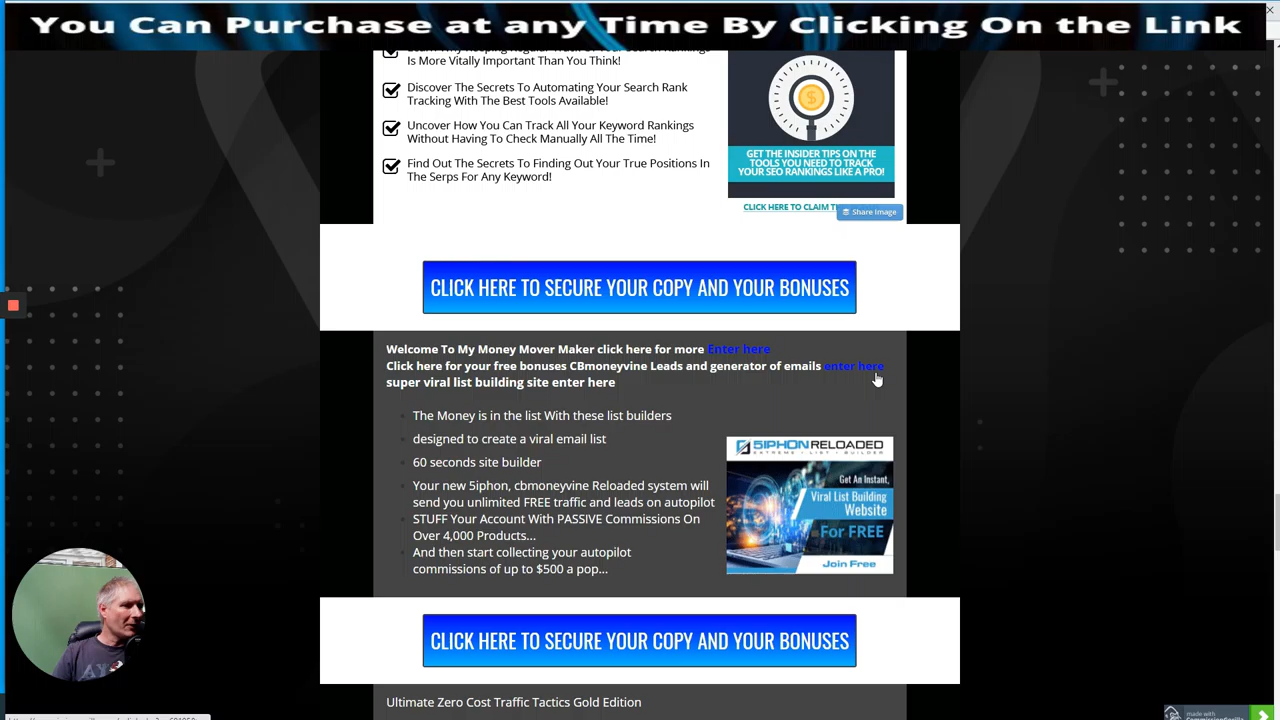 You Can Purchase at any Time By Clicking On the Link
Is More Vitally Important Than You Think!
Discover The Secrets To Automating Your Search Rank
Tracking With The Best Tools Available!
Uncover How You Can Track All Your Keyword Rankings
Without Having To Check Manually All The Time!
Find Out The Secrets To Finding Out Your True Positions In
The Serps For Any Keyword!
GET THE INSIDER TIPS ON THE
TOOLS YOU NEED TO TRACK
YOUR SEO RANKINGS LIKE A PRO!
CLICK HERE TO CLAIM
Share Image
CLICK HERE TO SECURE YOUR COPY AND YOUR BONUSES
Welcome To My Money Mover Maker click here for more Enter here
Click here for your free bonuses CBmoneyvine Leads and generator of emails enter here
super viral list building site enter here
The Money is in the list With these list builders
designed to create a viral email list
60 seconds site builder
Your new 5iphon, cbmoneyvine Reloaded system will
send you unlimited FREE traffic and leads on autopilot
STUFF Your Account With PASSIVE Commissions On
Over 4,000 Products...
And then start collecting your autopilot
commissions of up to $500 a pop...
5IPHON RELOADED
EXTREME • LIST • BUILDER
Get An Instant,
Viral List Building
Website
For FREE
Join Free
CLICK HERE TO SECURE YOUR COPY AND YOUR BONUSES
Ultimate Zero Cost Traffic Tactics Gold Edition
made with